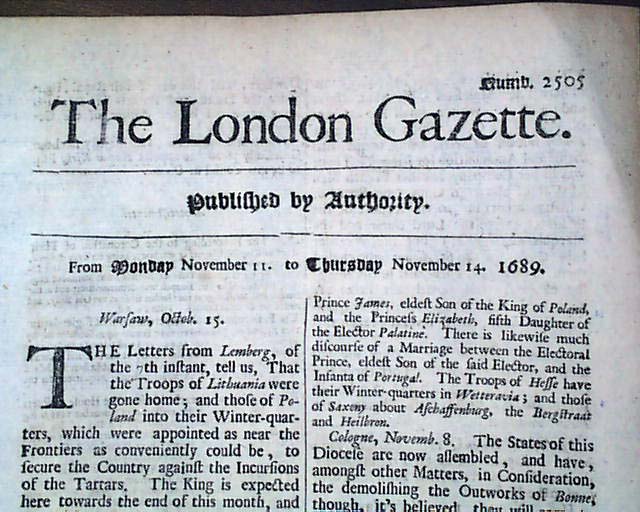 Numb. 2505
The London Gazette.
Published by Authority.
From Monday November 11. to Thursday November 14. 1689.
Warsaw, Octob. 15.
THE Letters from Lemberg, of
the 7th instant, tell us, That
the Troops of Lithuania were
gone home; and those of Po-
land into their Winter-quar-
ters, which were appointed as near the
Frontiers as conveniently could be, to
secure the Country against the Incursions
of the Tartars. The King is expected
here towards the end of this month, and
Prince James, eldest Son of the King of Poland,
and the Princess Elizabeth, fifth Daughter of
the Elector Palatine. There is likewise much
discourse of a Marriage between the Electoral
Prince, eldest Son of the said Elector, and the
Infanta of Portugal. The Troops of Hesse have
their Winter-quarters in Wetteravia; and those
of Saxony about Aschaffenburg, the Bergstraat
and Heilbron.
Cologne, Novemb. 8. The States of this
Diocese are now assembled, and have,
amongst other Matters, in Consideration,
the demolishing the Outworks of Bonne;
though, it's believed they will